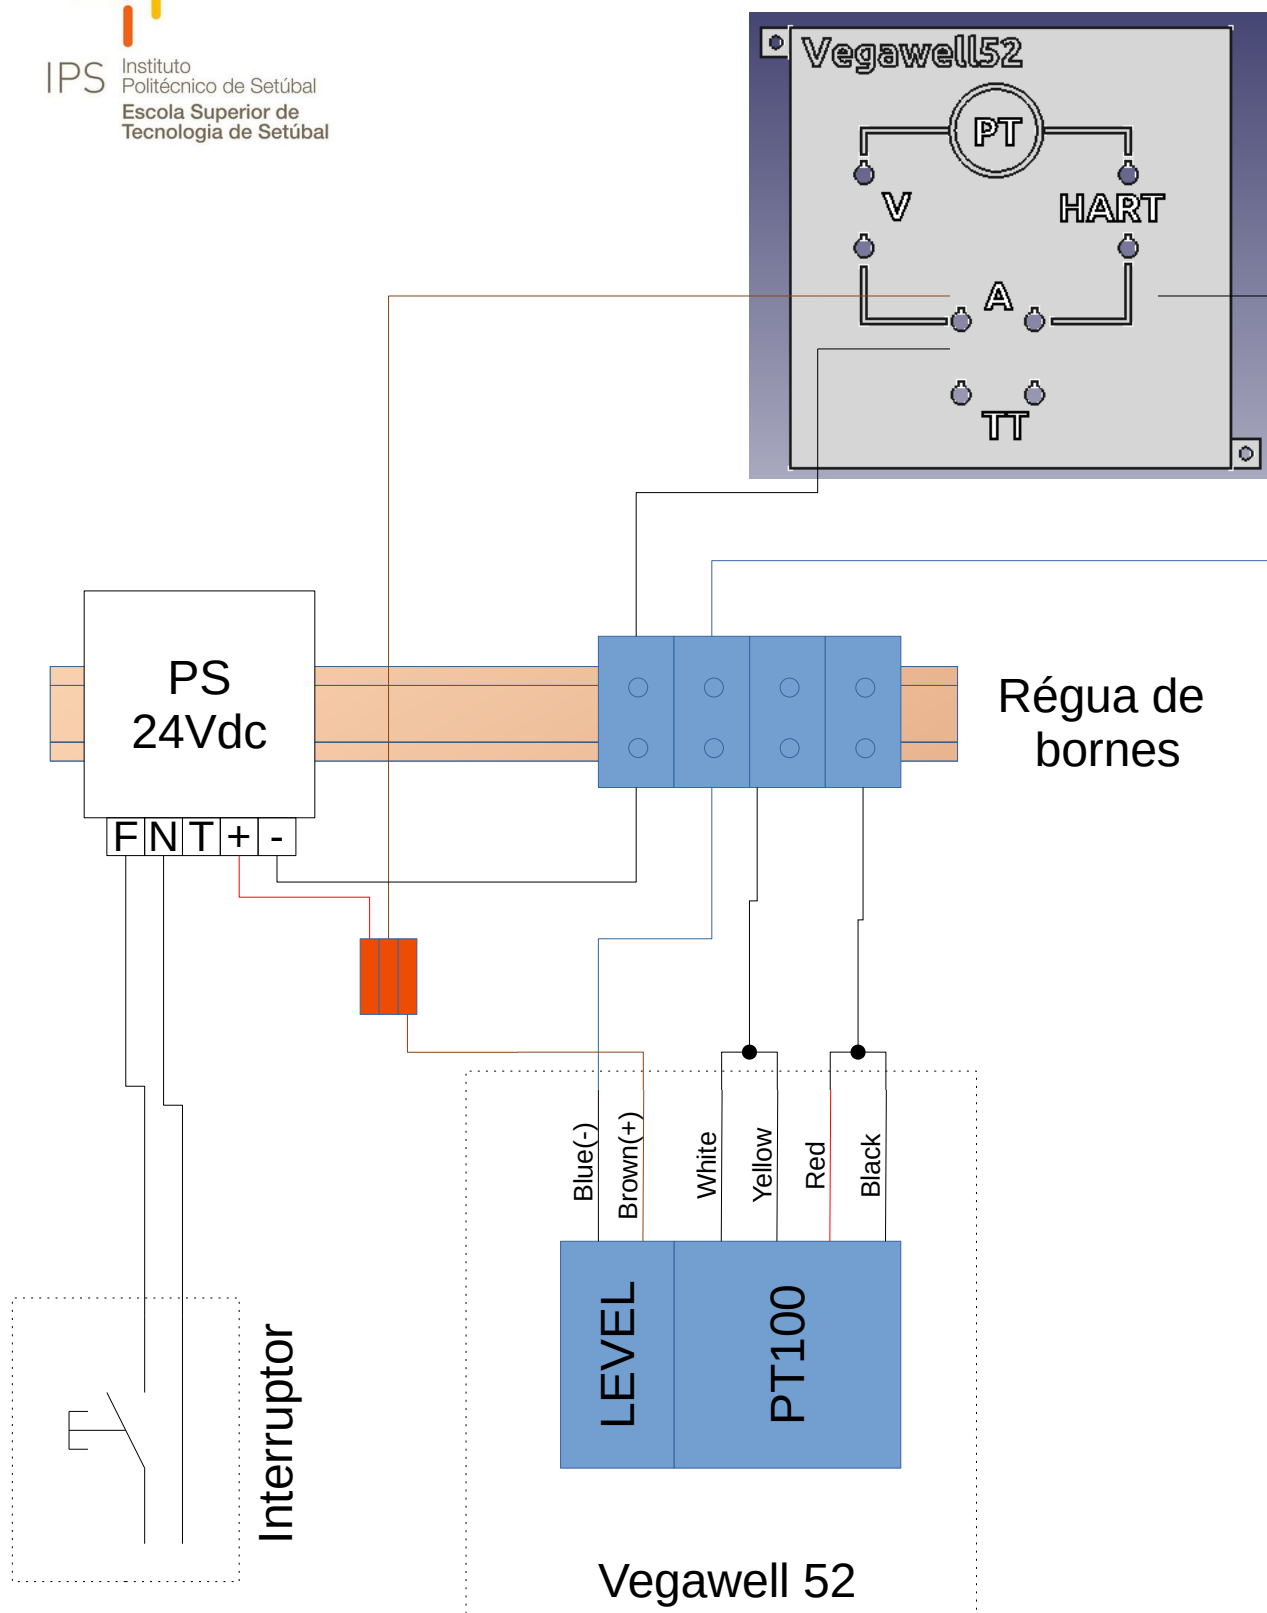 IPS
Instituto
Politécnico de Setúbal
Escola Superior de
Tecnologia de Setúbal
Vegawell52
PT
V
HART
A
TT
PS
24Vdc
F N T + -
Régua de
bornes
Blue(-)
Brown(+)
White
Yellow
Red
Black
LEVEL
PT100
Interruptor
Vegawell 52